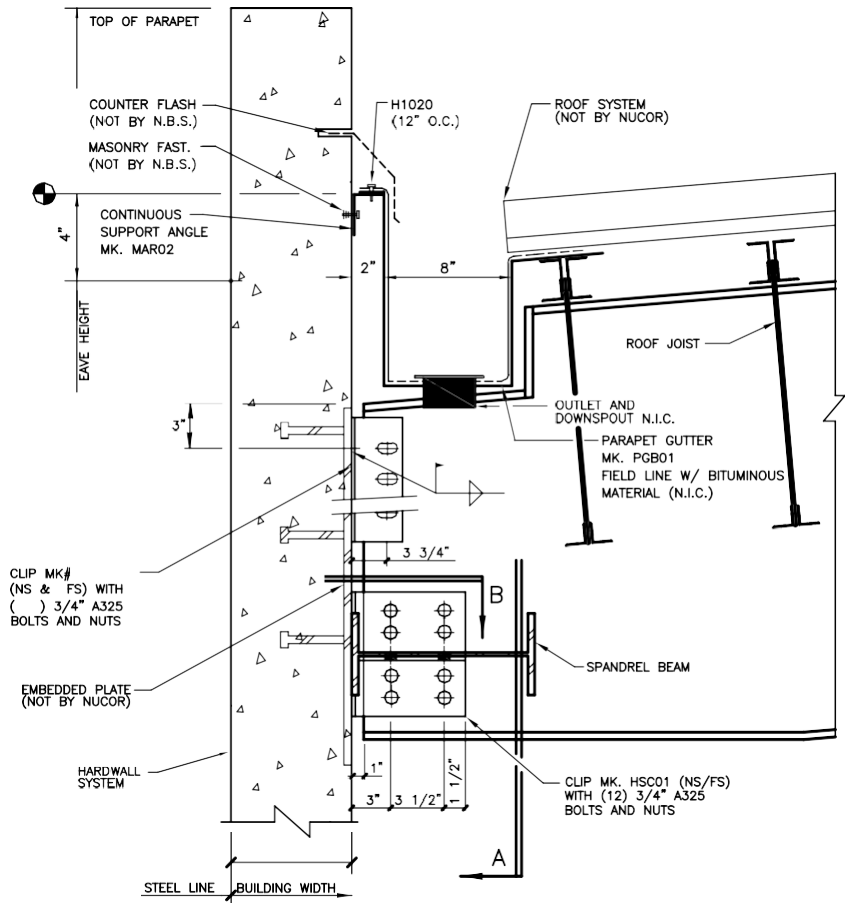 TOP OF PARAPET
COUNTER FLASH
(NOT BY N.B.S.)
H1020
(12" O.C.)
ROOF SYSTEM
(NOT BY NUCOR)
MASONRY FAST.
(NOT BY N.B.S.)
4"
CONTINUOUS
SUPPORT ANGLE
MK. MAR02
2"
8"
EAVE HEIGHT
ROOF JOIST
3"
OUTLET AND
DOWNSPOUT N.I.C.
PARAPET GUTTER
MK. PGB01
FIELD LINE W/ BITUMINOUS
MATERIAL (N.I.C.)
3 3/4"
CLIP MK#
(NS & FS) WITH
( ) 3/4" A325
BOLTS AND NUTS
B
EMBEDDED PLATE
(NOT BY NUCOR)
SPANDREL BEAM
HARDWALL
SYSTEM
1"
3"
3 1/2"
1 1/2"
CLIP MK. HSC01 (NS/FS)
WITH (12) 3/4" A325
BOLTS AND NUTS
A
STEEL LINE
BUILDING WIDTH